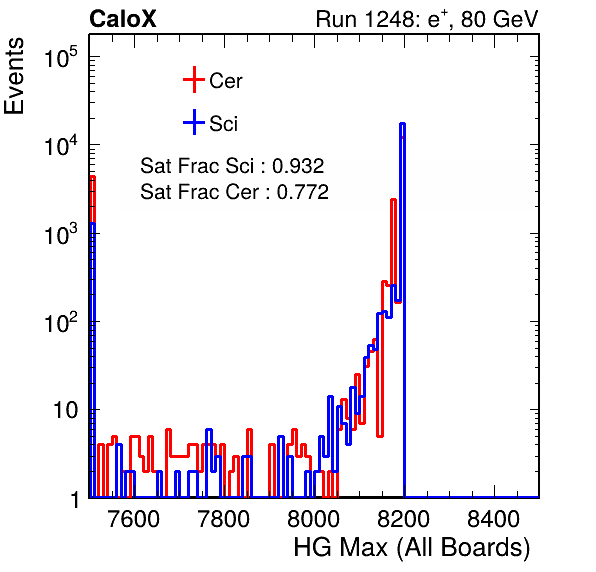 CaloX Run 1248: e⁺, 80 GeV
Events
10⁵
10⁴
10³
10²
10
1
Cer
Sci
Sat Frac Sci : 0.932
Sat Frac Cer : 0.772
7600 7800 8000 8200 8400
HG Max (All Boards)